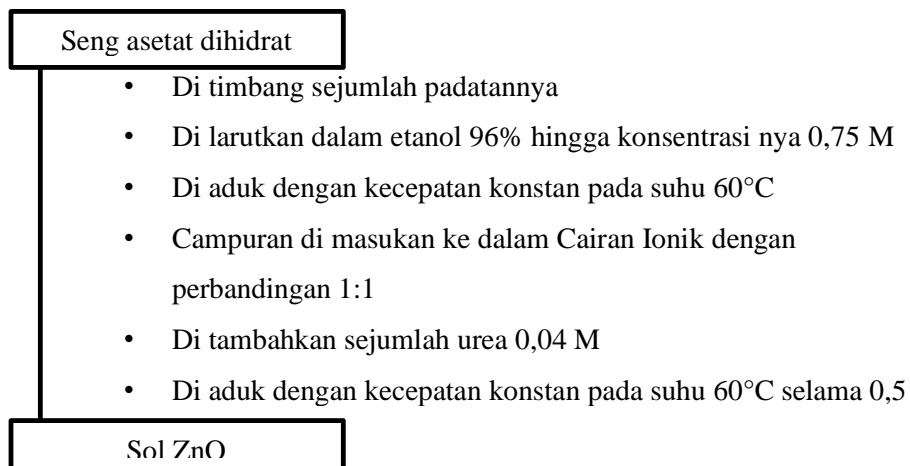 Seng asetat dihidrat
• Di timbang sejumlah padatannya
• Di larutkan dalam etanol 96% hingga konsentrasi nya 0,75 M
• Di aduk dengan kecepatan konstan pada suhu 60°C
• Campuran di masukan ke dalam Cairan Ionik dengan
perbandingan 1:1
• Di tambahkan sejumlah urea 0,04 M
• Di aduk dengan kecepatan konstan pada suhu 60°C selama 0,5
Sol ZnO